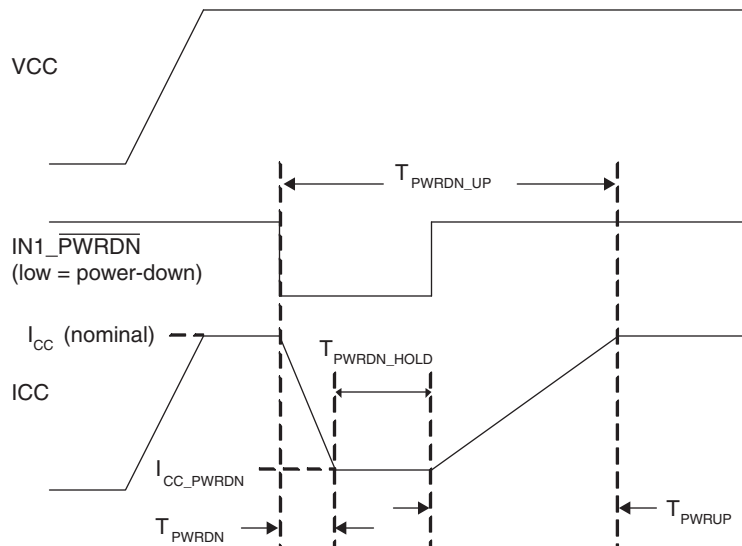 VCC
T_PWRDN_UP
IN1_PWRDN
(low = power-down)
I_CC (nominal)
T_PWRDN_HOLD
ICC
I_CC_PWRDN
T_PWRDN
T_PWRUP